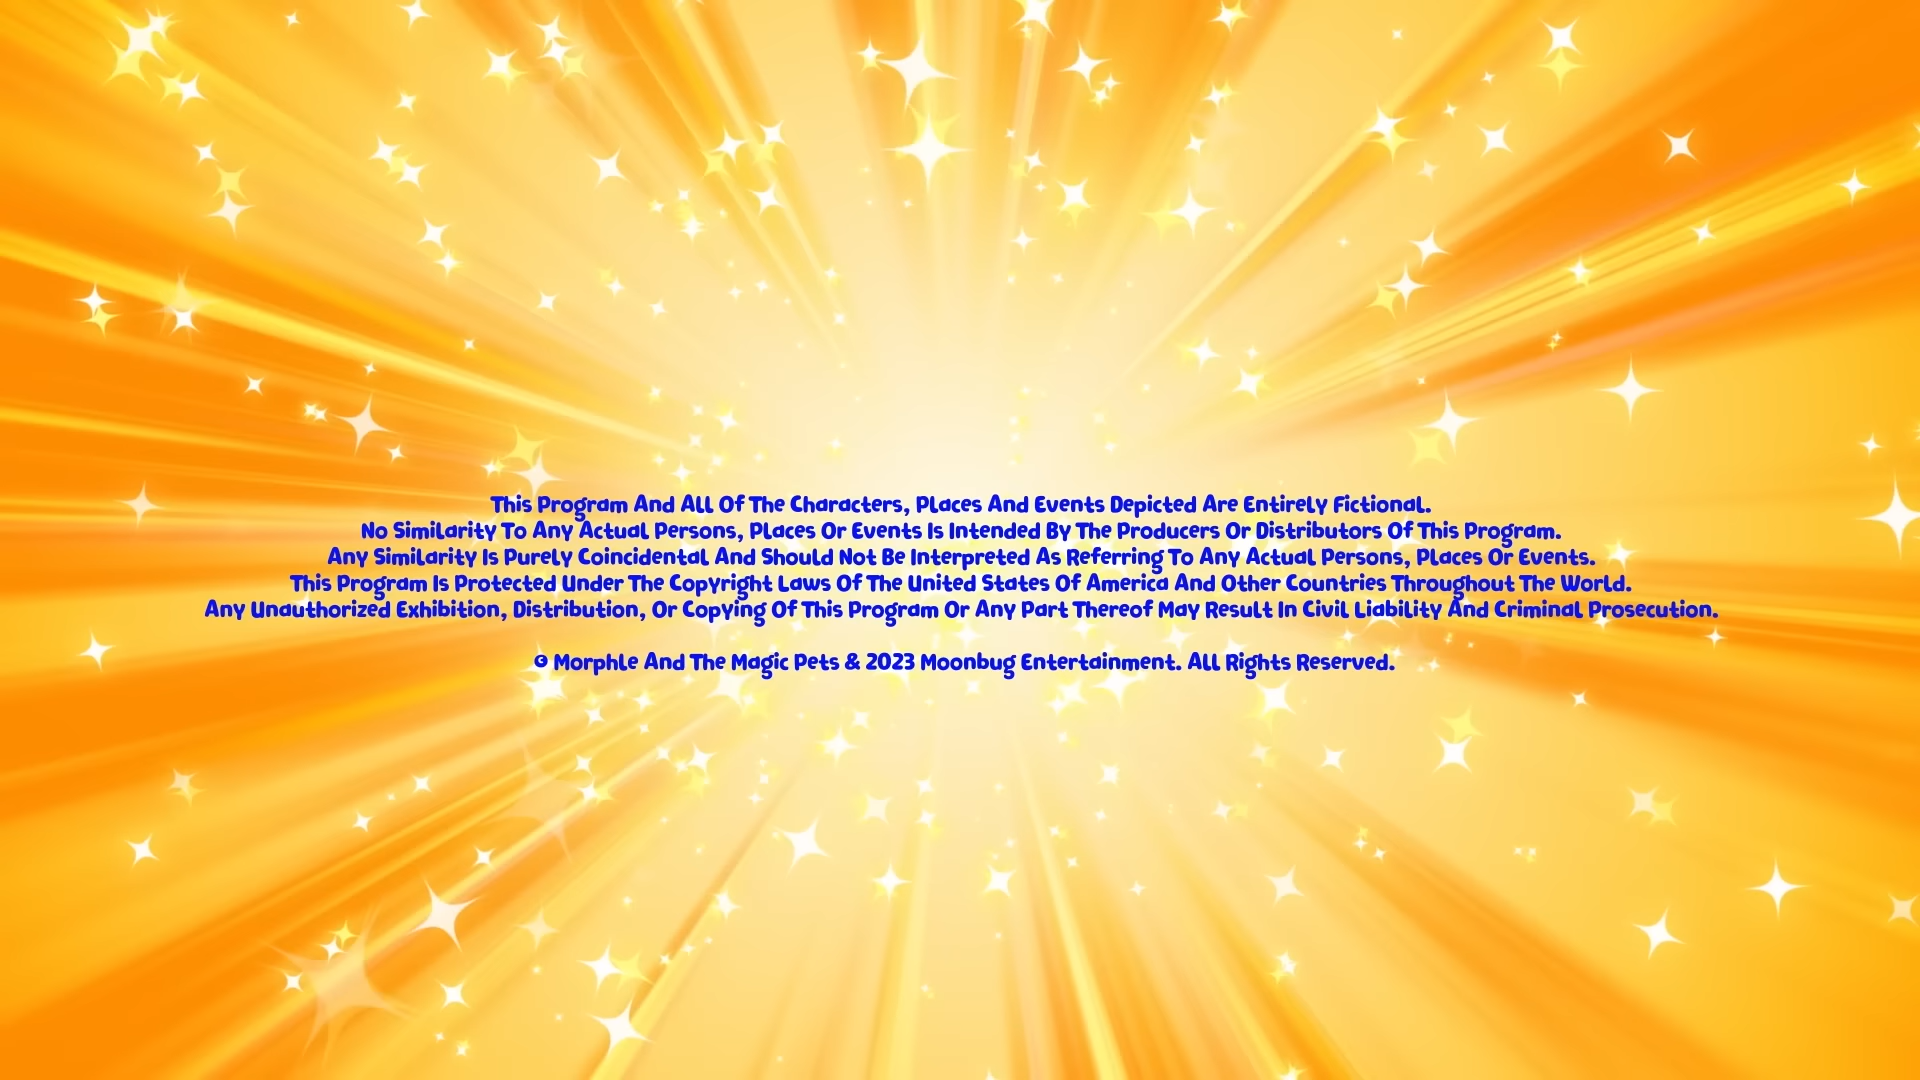 This Program And All Of The Characters, Places And Events Depicted Are Entirely Fictional.
No Similarity To Any Actual Persons, Places Or Events Is Intended By The Producers Or Distributors Of This Program.
Any Similarity Is Purely Coincidental And Should Not Be Interpreted As Referring To Any Actual Persons, Places Or Events.
This Program Is Protected Under The Copyright Laws Of The United States Of America And Other Countries Throughout The World.
Any Unauthorized Exhibition, Distribution, Or Copying Of This Program Or Any Part Thereof May Result In Civil Liability And Criminal Prosecution.
© Morphle And The Magic Pets & 2023 Moonbug Entertainment. All Rights Reserved.